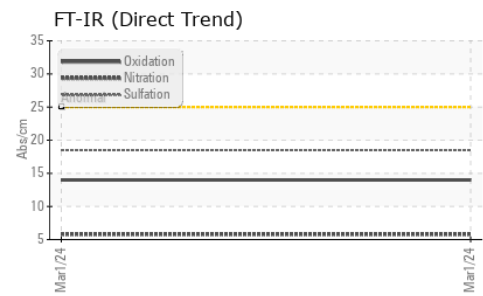 FT-IR (Direct Trend)
35
30
25
20
15
10
5
Abs/cm
Oxidation
Nitration
Sulfation
Abnormal
Mar1/24
Mar1/24